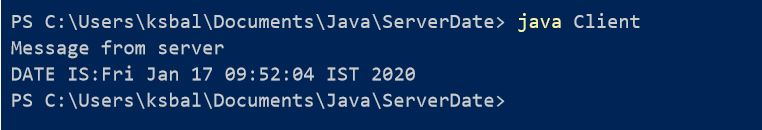 PS C:\Users\ksbal\Documents\Java\ServerDate> java Client
Message from server
DATE IS:Fri Jan 17 09:52:04 IST 2020
PS C:\Users\ksbal\Documents\Java\ServerDate>